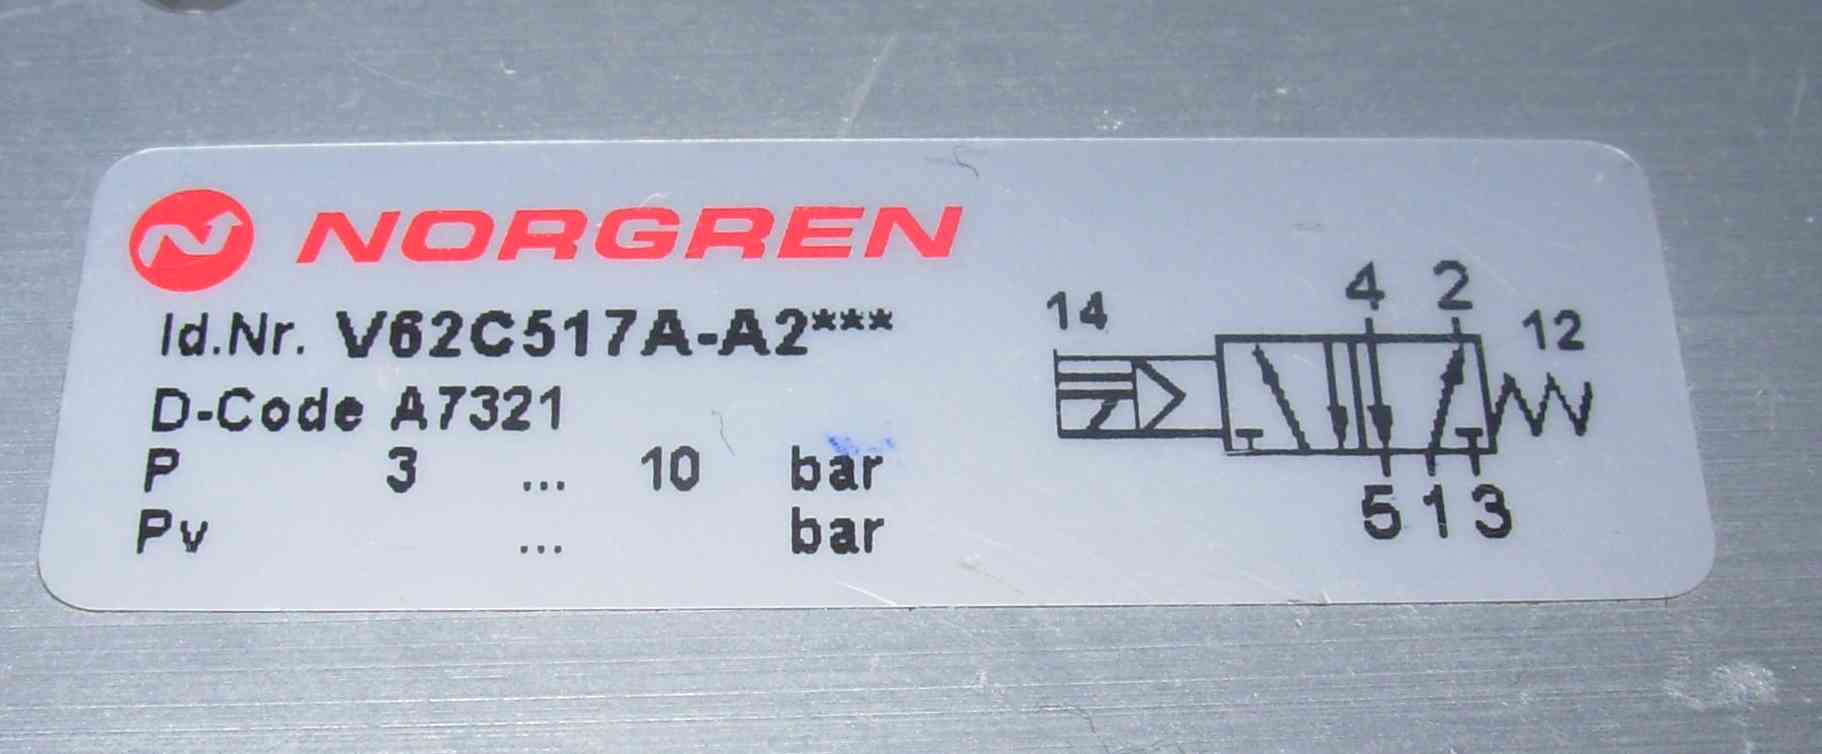 NORGREN
Id.Nr. V62C517A-A2***
D-Code A7321
P 3 ... 10 bar
Pv ... bar
14 4 2 12
5 1 3